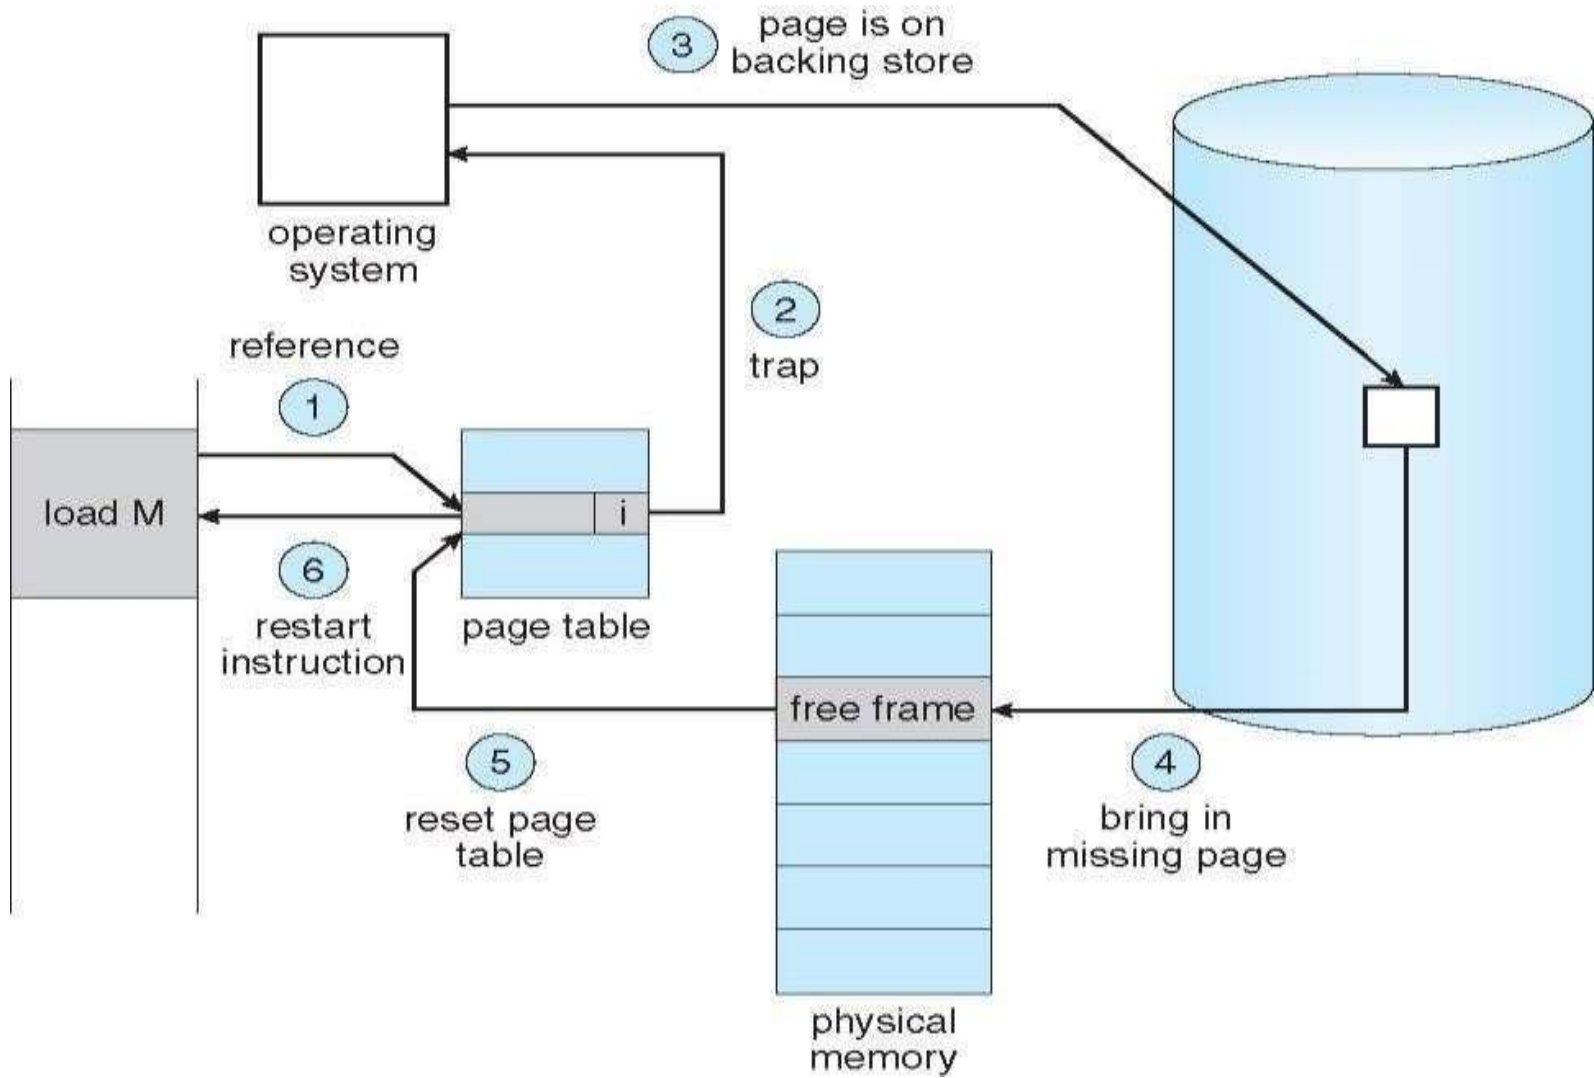 3
page is on
backing store
operating
system
2
trap
reference
1
load M
i
6
restart
instruction
page table
free frame
5
reset page
table
4
bring in
missing page
physical
memory